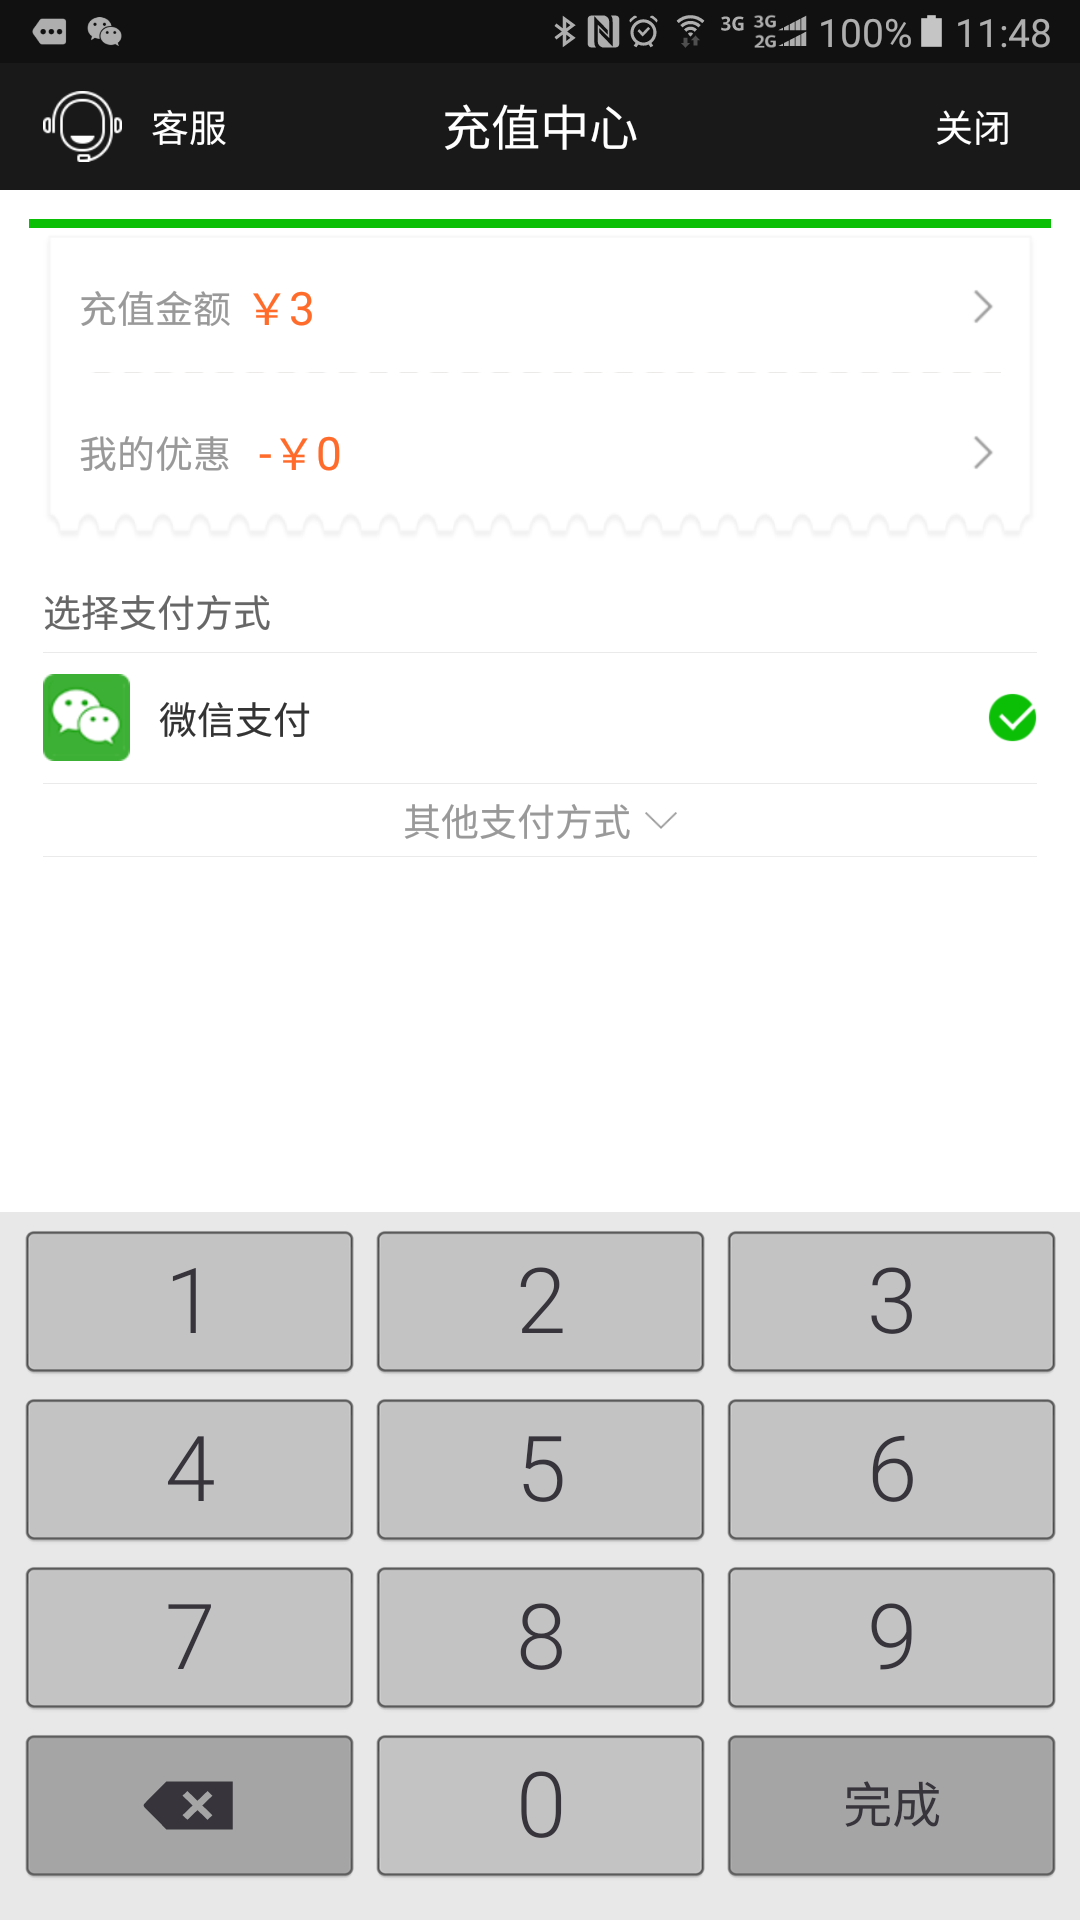 3G 3G 2G 100% 11:48
客服 充值中心 关闭
充值金额 ￥3
我的优惠 -￥0
选择支付方式
微信支付
其他支付方式
1 2 3
4 5 6
7 8 9
0 完成